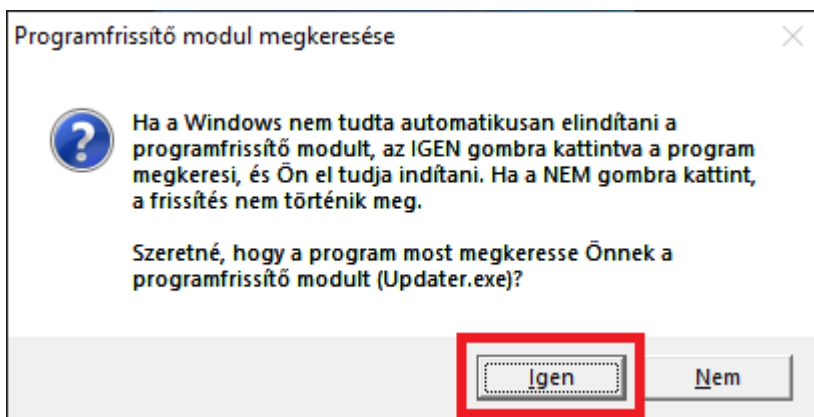 Programfrissítő modul megkeresése
Ha a Windows nem tudta automatikusan elindítani a
programfrissítő modult, az IGEN gombra kattintva a program
megkeresi, és Ön el tudja indítani. Ha a NEM gombra kattint,
a frissítés nem történik meg.
Szeretné, hogy a program most megkeresse Önnek a
programfrissítő modult (Updater.exe)?
Igen
Nem